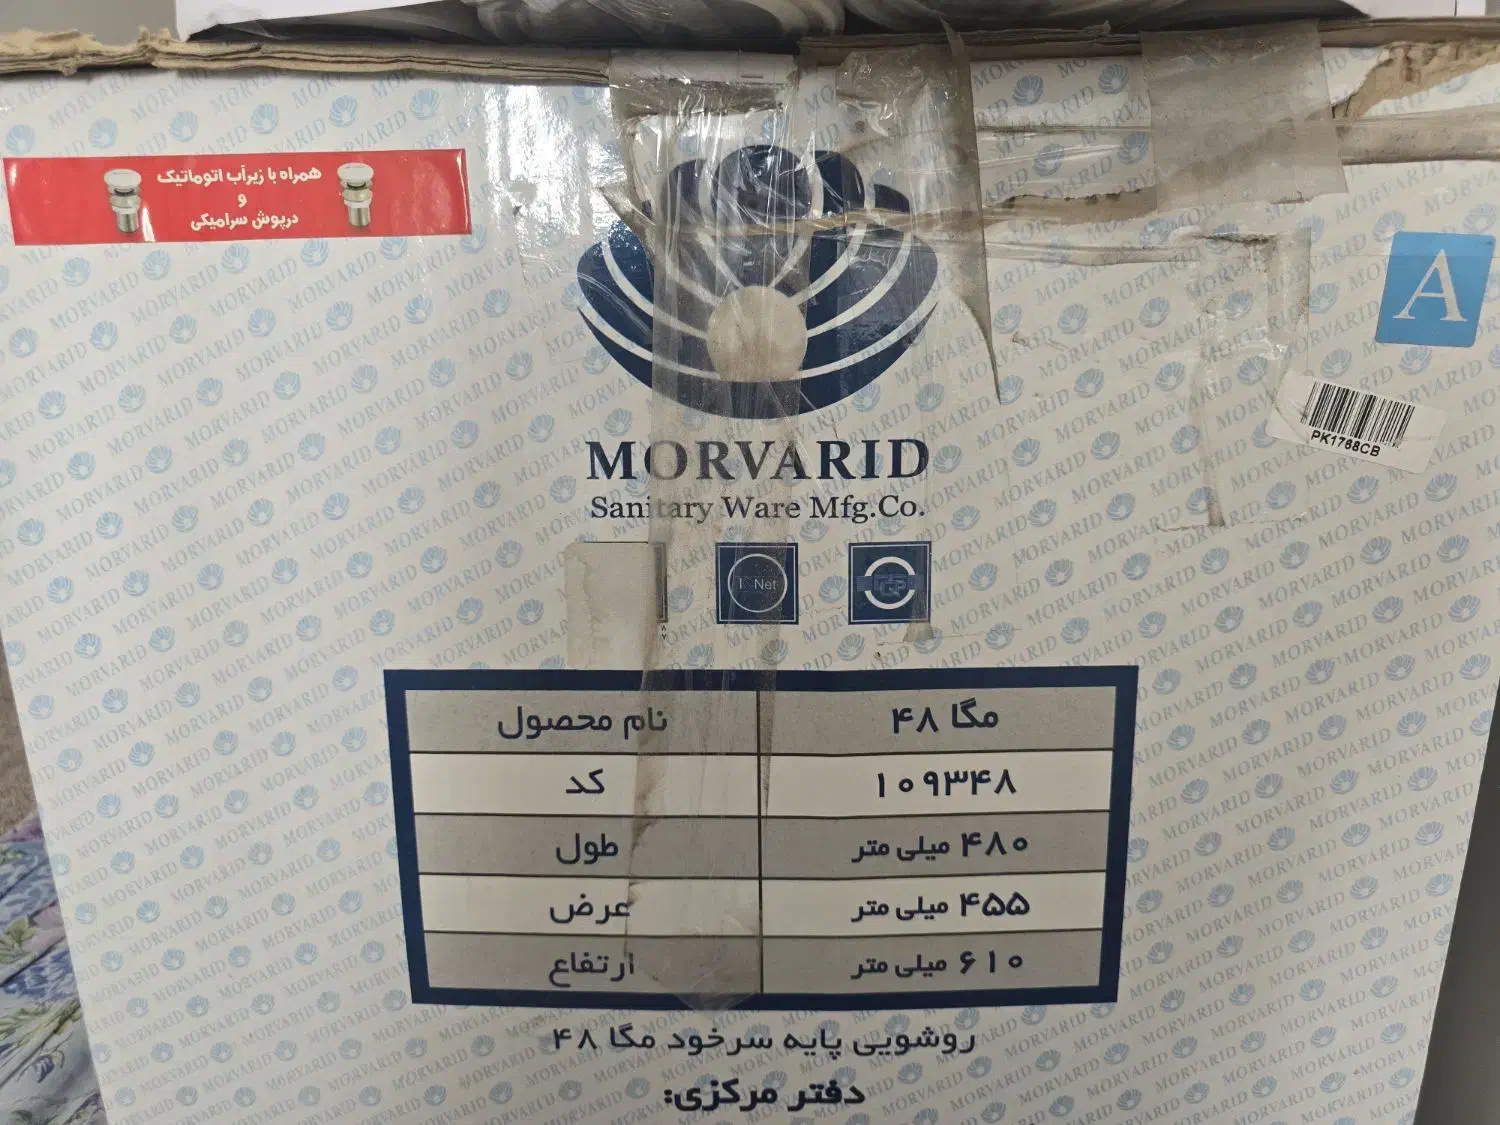 همراه با زیرآب اتوماتیک
و
درپوش سرامیکی
A
PK1768CB
MORVARID
Sanitary Ware Mfg.Co.
IQNet
نام محصول مگا ۴۸
کد ۱۰۹۳۴۸
طول ۴۸۰ میلی متر
عرض ۴۵۵ میلی متر
ارتفاع ۶۱۰ میلی متر
روشویی پایه سرخود مگا ۴۸
دفتر مرکزی: